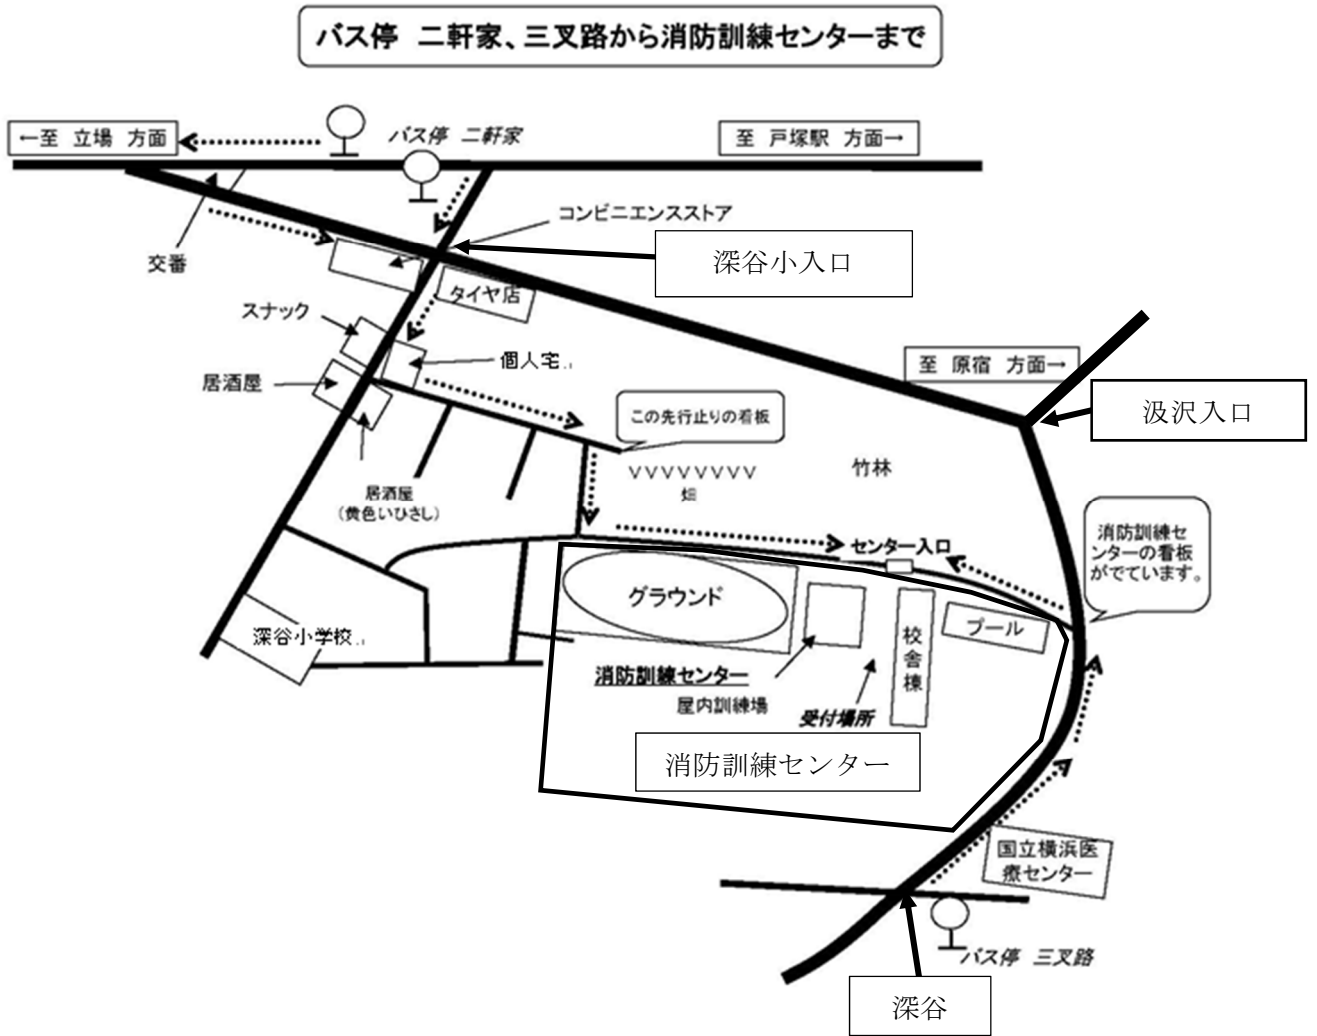 バス停 二軒家、三叉路から消防訓練センターまで
←至 立場 方面
バス停 二軒家
至 戸塚駅 方面→
コンビニエンスストア
交番
深谷小入口
タイヤ店
スナック
個人宅
至 原宿 方面→
居酒屋
汲沢入口
この先行止りの看板
竹林
VVVVVVVV
畑
居酒屋
(黄色いひさし)
消防訓練セ
ンターの看板
がでています。
センター入口
グラウンド
プール
校舎棟
深谷小学校
消防訓練センター
屋内訓練場
受付場所
消防訓練センター
国立横浜医
療センター
バス停 三叉路
深谷